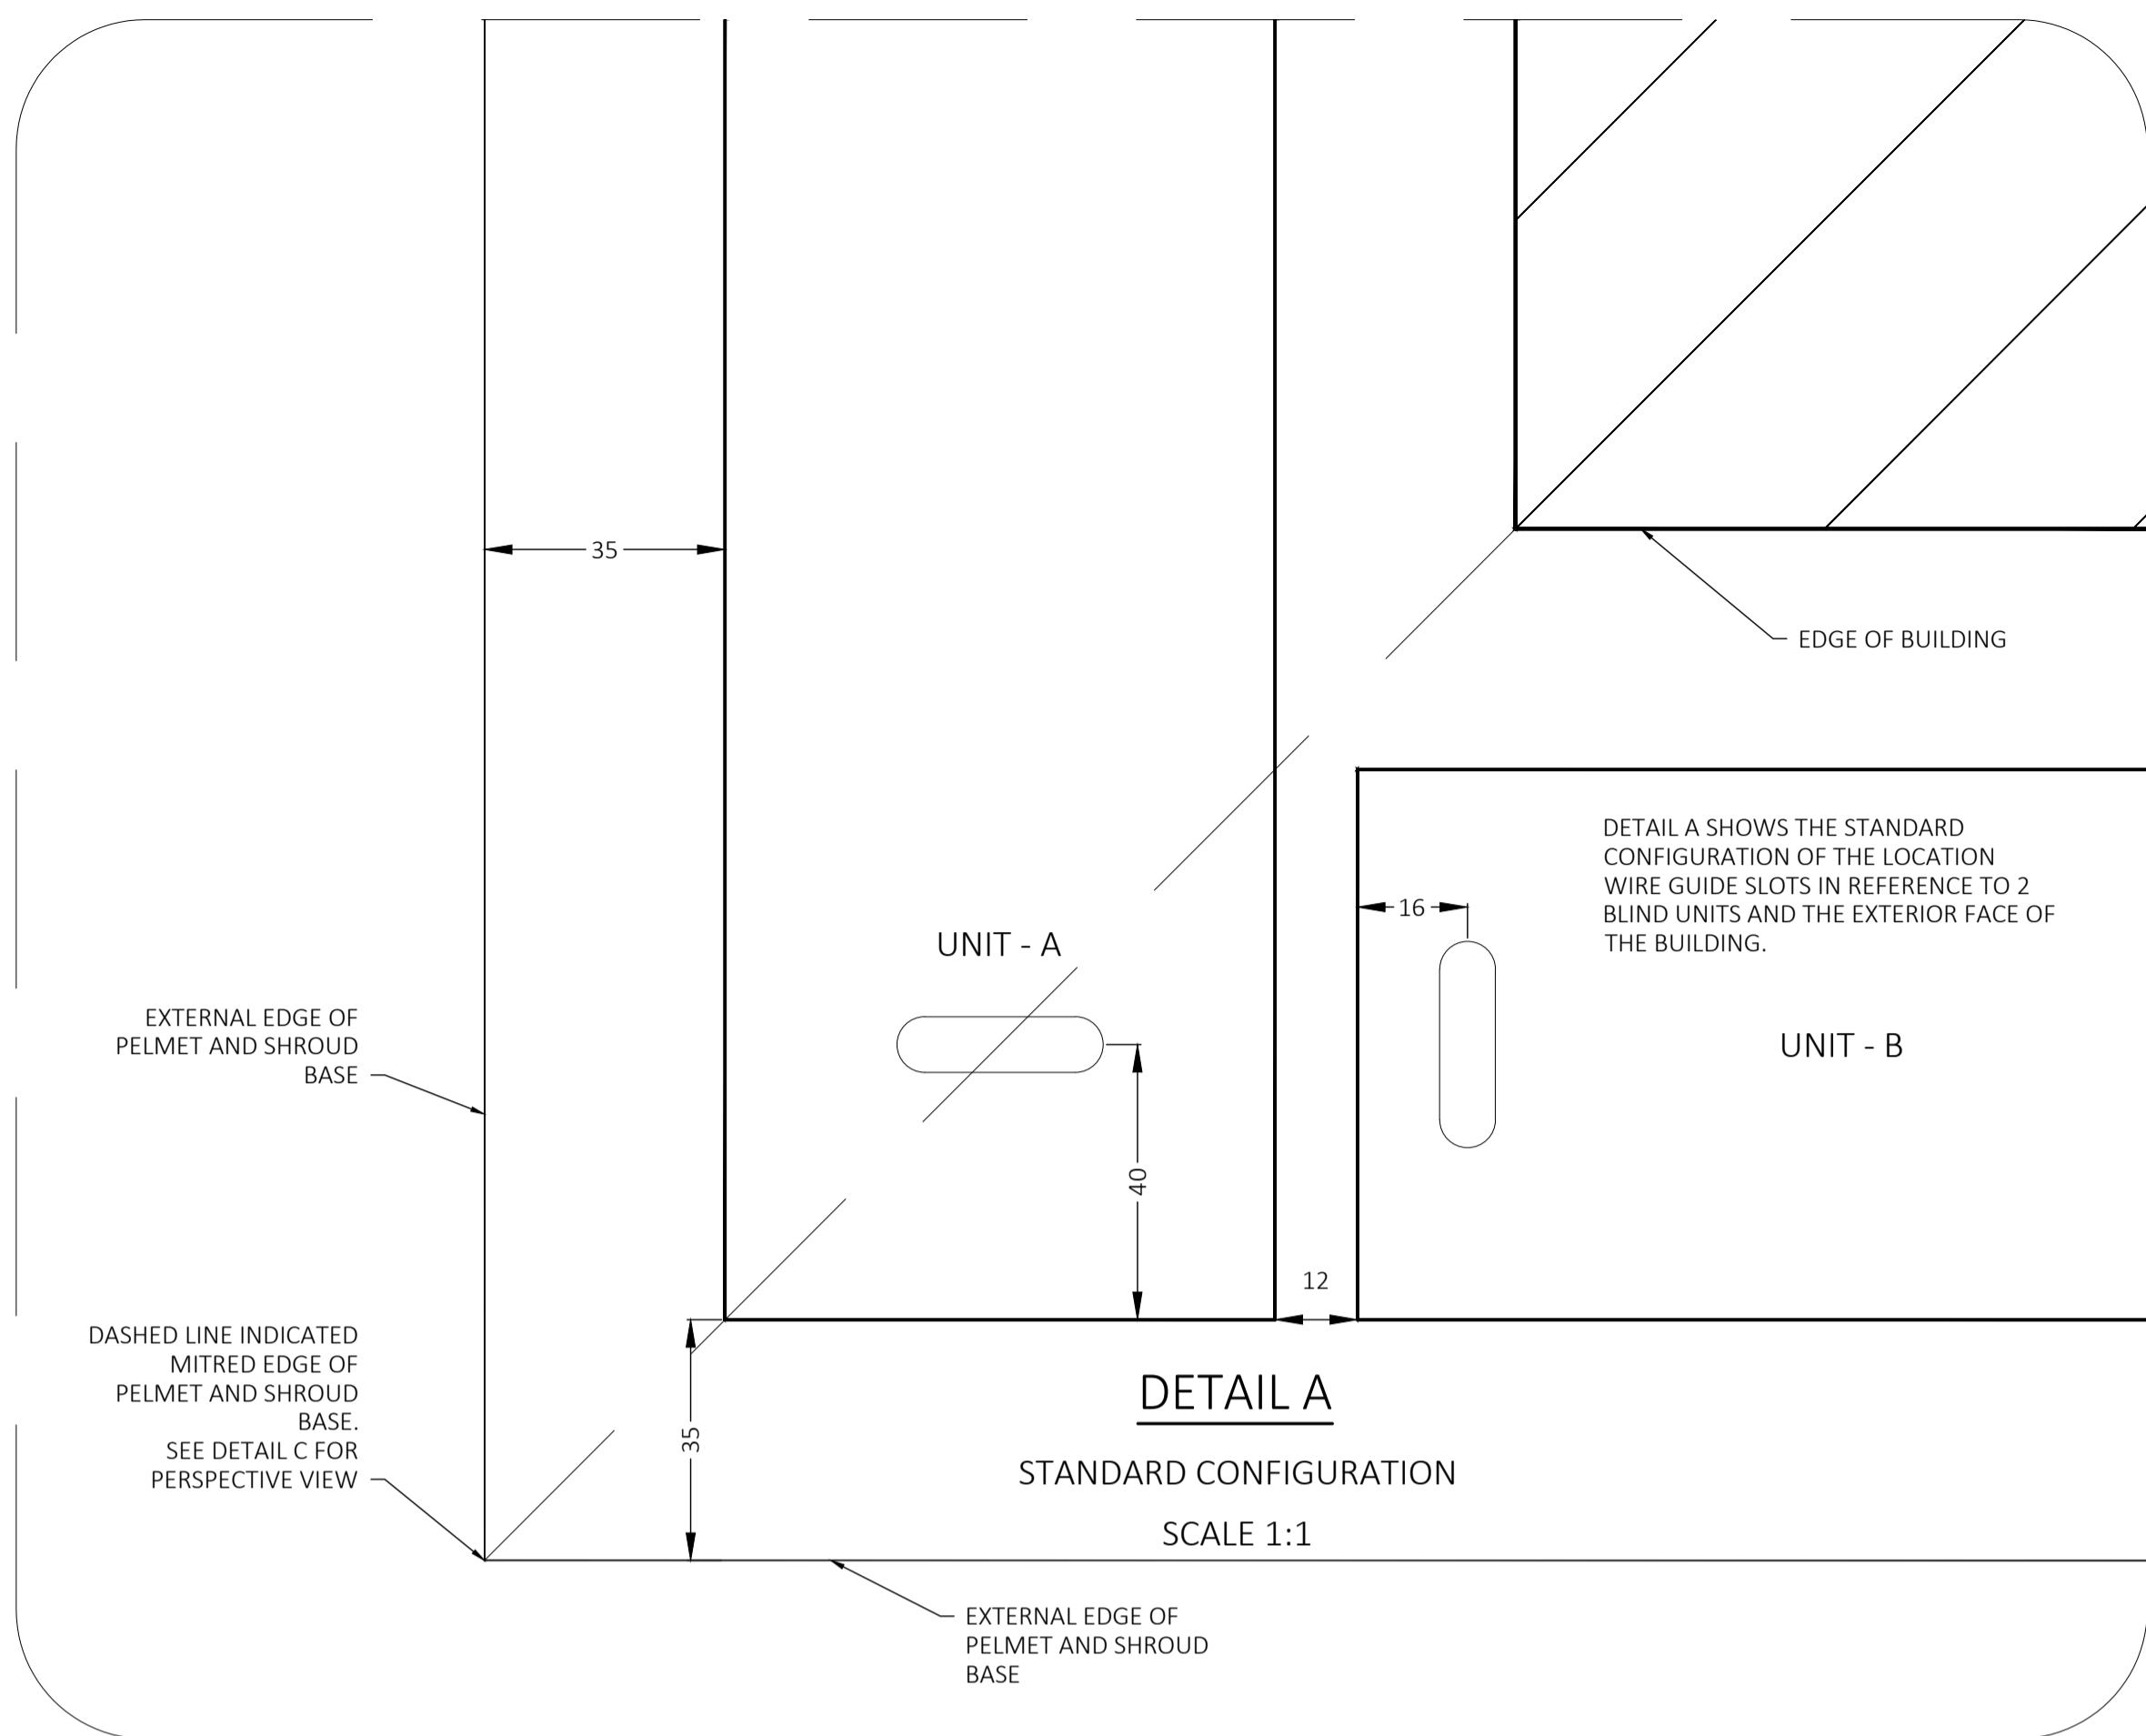 35
EDGE OF BUILDING
DETAIL A SHOWS THE STANDARD
CONFIGURATION OF THE LOCATION
WIRE GUIDE SLOTS IN REFERENCE TO 2
BLIND UNITS AND THE EXTERIOR FACE OF
THE BUILDING.
16
UNIT - A
UNIT - B
EXTERNAL EDGE OF
PELMET AND SHROUD
BASE
40
12
DASHED LINE INDICATED
MITRED EDGE OF
PELMET AND SHROUD
BASE.
SEE DETAIL C FOR
PERSPECTIVE VIEW
35
DETAIL A
STANDARD CONFIGURATION
SCALE 1:1
EXTERNAL EDGE OF
PELMET AND SHROUD
BASE